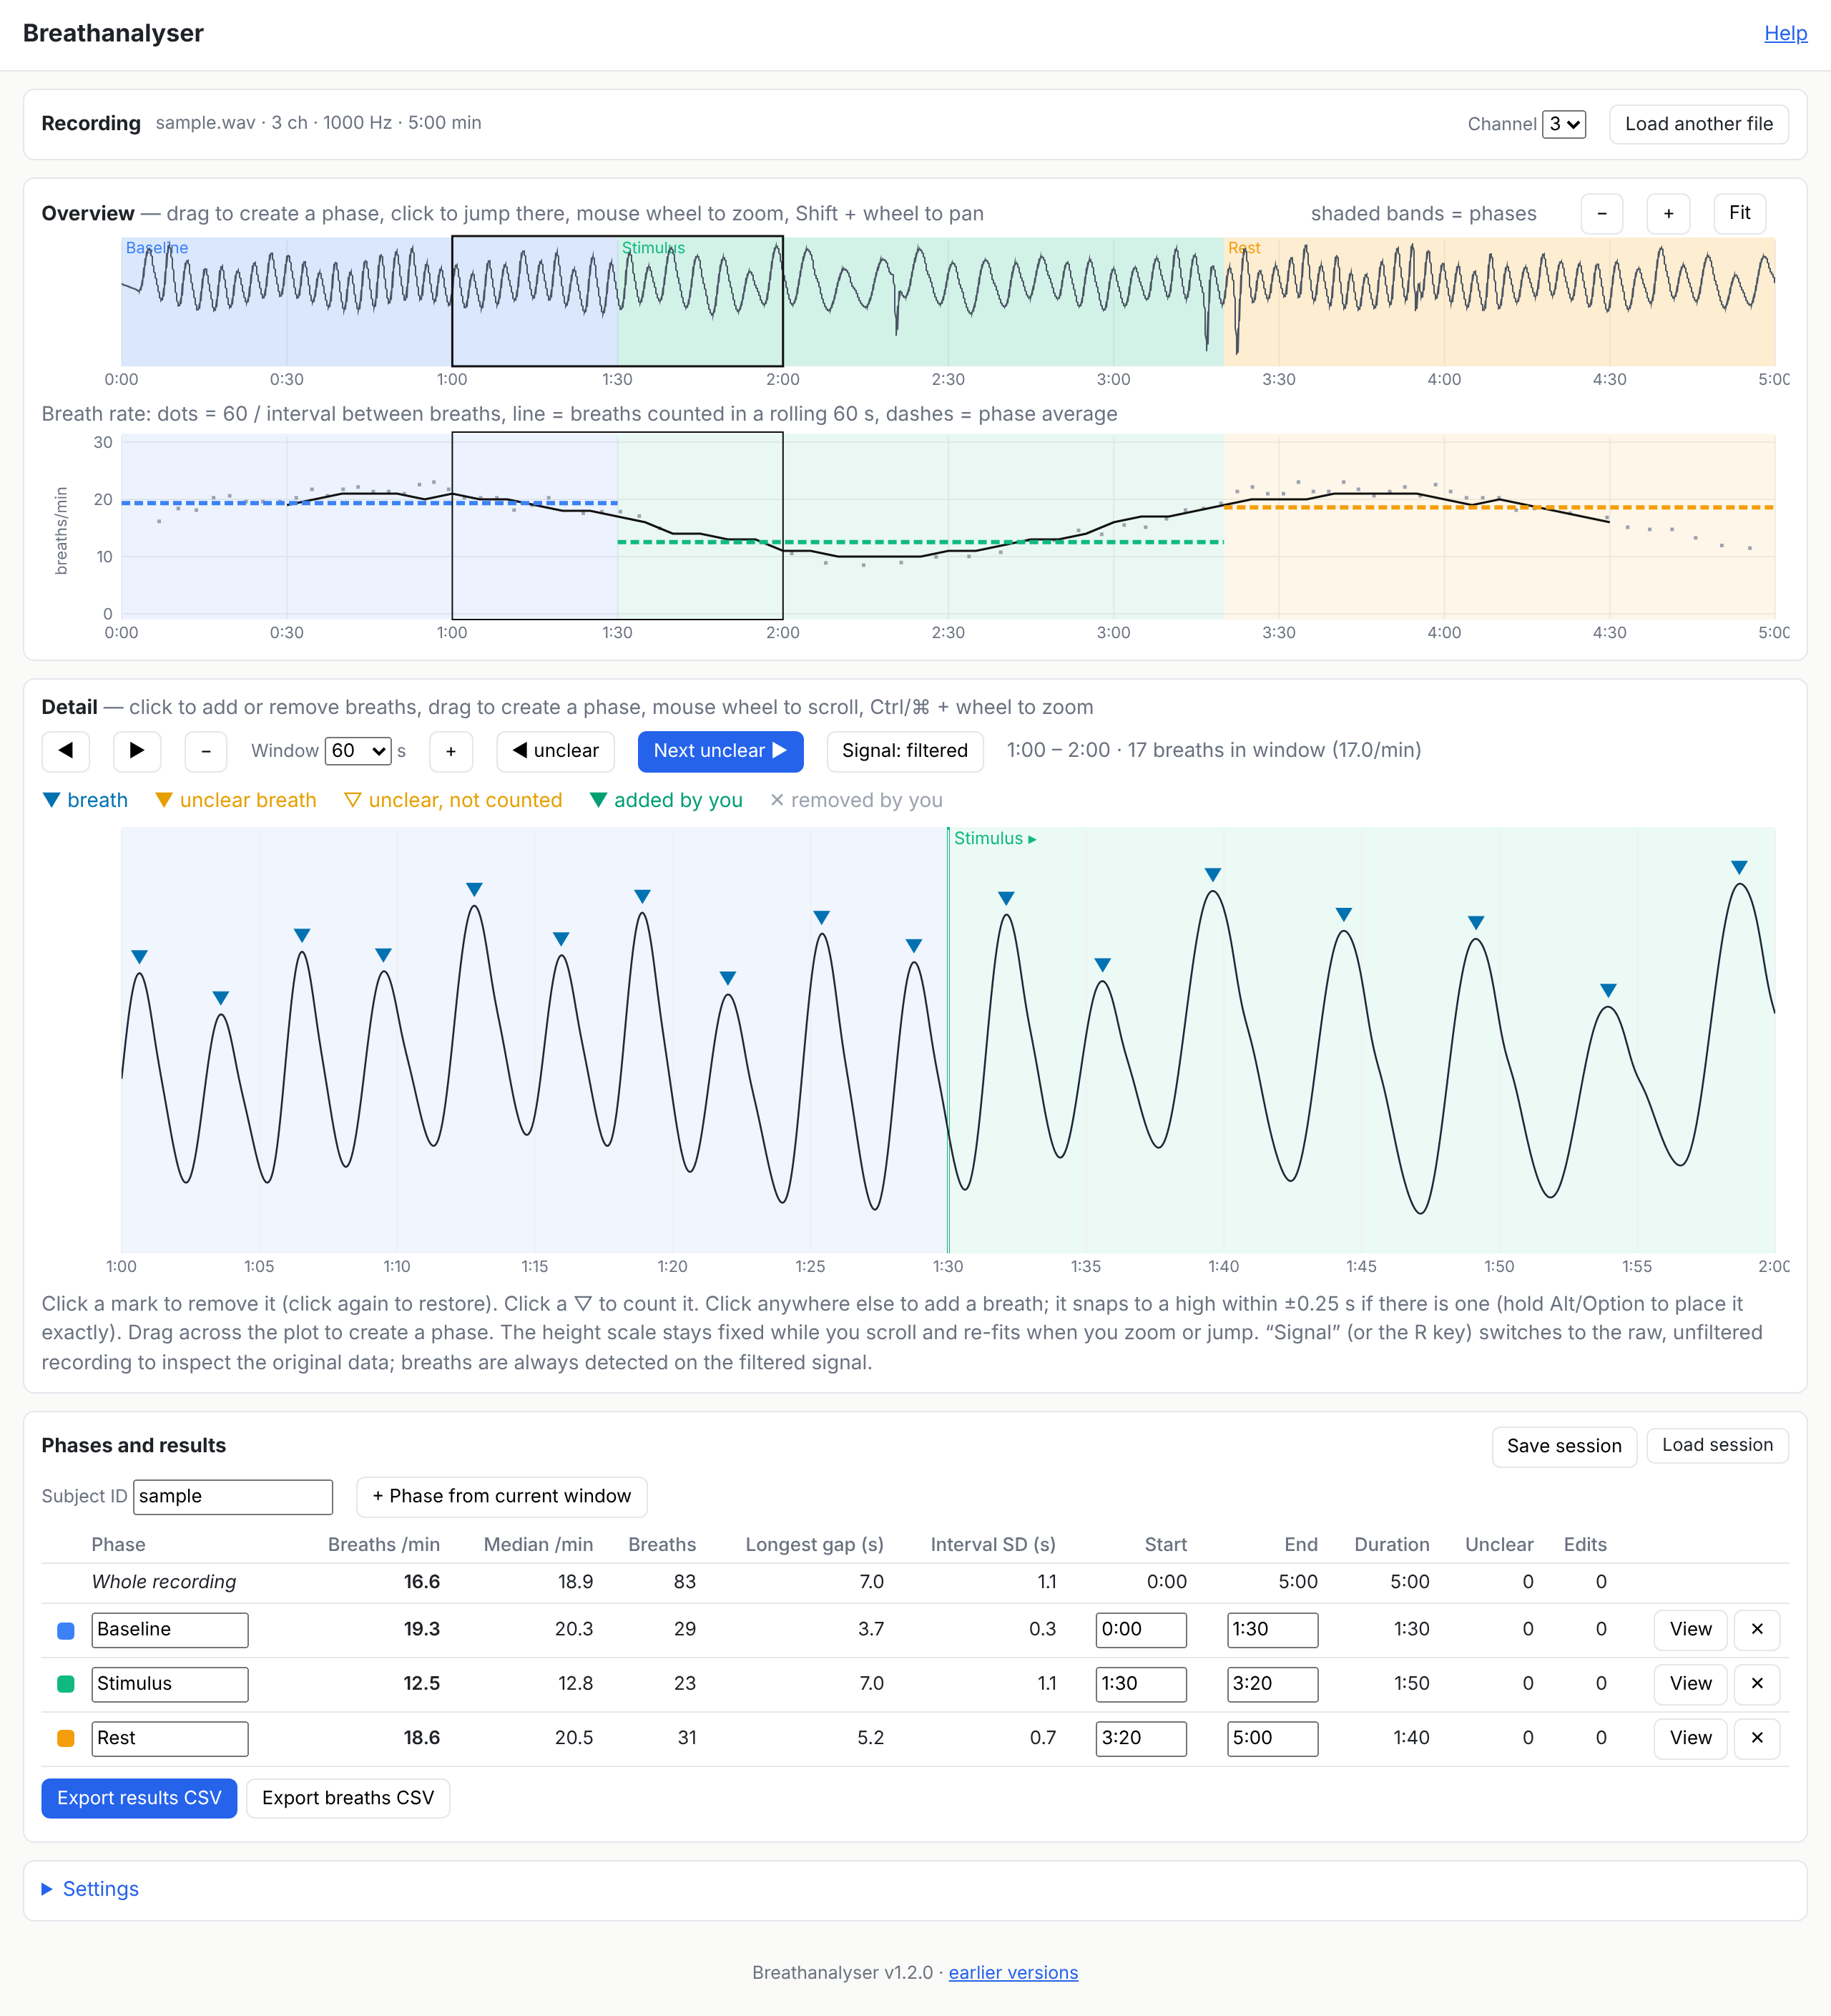 Breathanalyser
Help
Recording sample.wav · 3 ch · 1000 Hz · 5:00 min
Channel 3
Load another file
Overview — drag to create a phase, click to jump there, mouse wheel to zoom, Shift + wheel to pan
shaded bands = phases
− + Fit
Baseline Stimulus Rest
0:00 0:30 1:00 1:30 2:00 2:30 3:00 3:30 4:00 4:30 5:00
Breath rate: dots = 60 / interval between breaths, line = breaths counted in a rolling 60 s, dashes = phase average
breaths/min
30
20
10
0
0:00 0:30 1:00 1:30 2:00 2:30 3:00 3:30 4:00 4:30 5:00
Detail — click to add or remove breaths, drag to create a phase, mouse wheel to scroll, Ctrl/⌘ + wheel to zoom
◀ ▶ − Window 60 s + ◀ unclear Next unclear ▶ Signal: filtered 1:00 – 2:00 · 17 breaths in window (17.0/min)
▼ breath ▼ unclear breath ▽ unclear, not counted ▼ added by you ✕ removed by you
Stimulus ▸
1:00 1:05 1:10 1:15 1:20 1:25 1:30 1:35 1:40 1:45 1:50 1:55 2:00
Click a mark to remove it (click again to restore). Click a ▽ to count it. Click anywhere else to add a breath; it snaps to a high within ±0.25 s if there is one (hold Alt/Option to place it
exactly). Drag across the plot to create a phase. The height scale stays fixed while you scroll and re-fits when you zoom or jump. “Signal” (or the R key) switches to the raw, unfiltered
recording to inspect the original data; breaths are always detected on the filtered signal.
Phases and results
Save session Load session
Subject ID sample + Phase from current window
Phase Breaths /min Median /min Breaths Longest gap (s) Interval SD (s) Start End Duration Unclear Edits
Whole recording 16.6 18.9 83 7.0 1.1 0:00 5:00 5:00 0 0
Baseline 19.3 20.3 29 3.7 0.3 0:00 1:30 1:30 0 0 View ✕
Stimulus 12.5 12.8 23 7.0 1.1 1:30 3:20 1:50 0 0 View ✕
Rest 18.6 20.5 31 5.2 0.7 3:20 5:00 1:40 0 0 View ✕
Export results CSV Export breaths CSV
▶ Settings
Breathanalyser v1.2.0 · earlier versions